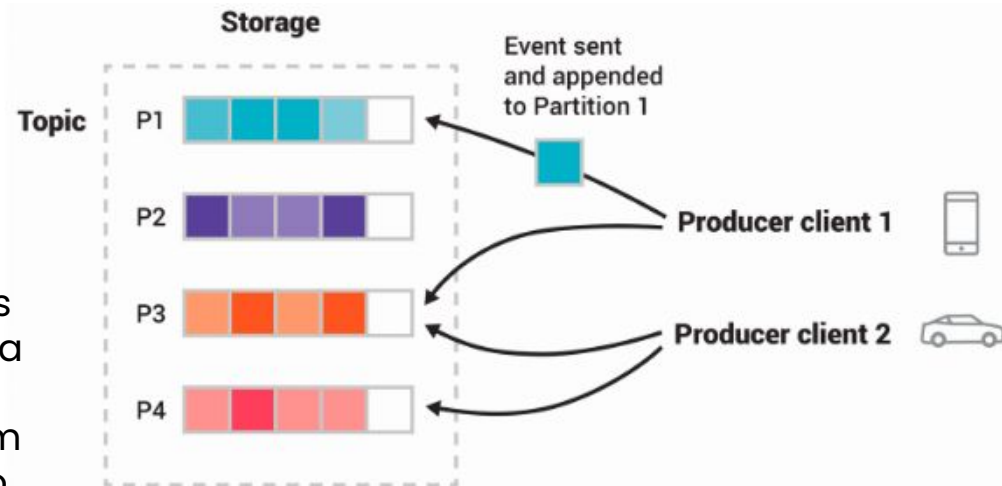 Storage
Event sent
and appended
to Partition 1
Topic
P1
P2
Producer client 1
P3
Producer client 2
P4
s
a
m